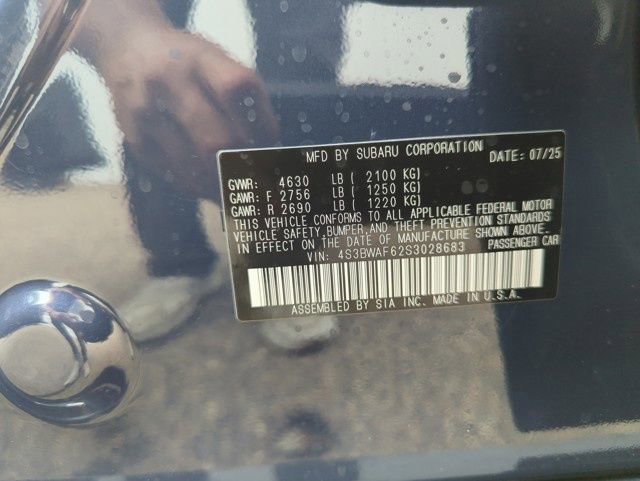 MFD BY SUBARU CORPORATION DATE: 07/25
GVWR: 4630 LB ( 2100 KG)
GAWR: F 2756 LB ( 1250 KG)
GAWR: R 2690 LB ( 1220 KG)
THIS VEHICLE CONFORMS TO ALL APPLICABLE FEDERAL MOTOR
VEHICLE SAFETY, BUMPER, AND THEFT PREVENTION STANDARDS
IN EFFECT ON THE DATE OF MANUFACTURE SHOWN ABOVE.
VIN: 4S3BWAF62S3028683 PASSENGER CAR
ASSEMBLED BY SIA INC. MADE IN U.S.A.